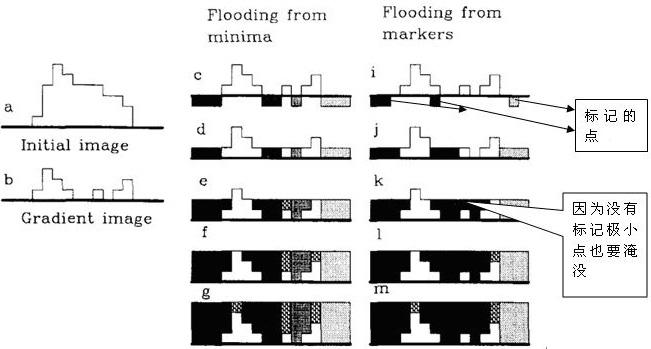 Flooding from
minima
Flooding from
markers
a
Initial image
b
Gradient image
c
d
e
f
g
i
j
k
l
m
标记的
点
因为没有
标记极小
点也要淹
没